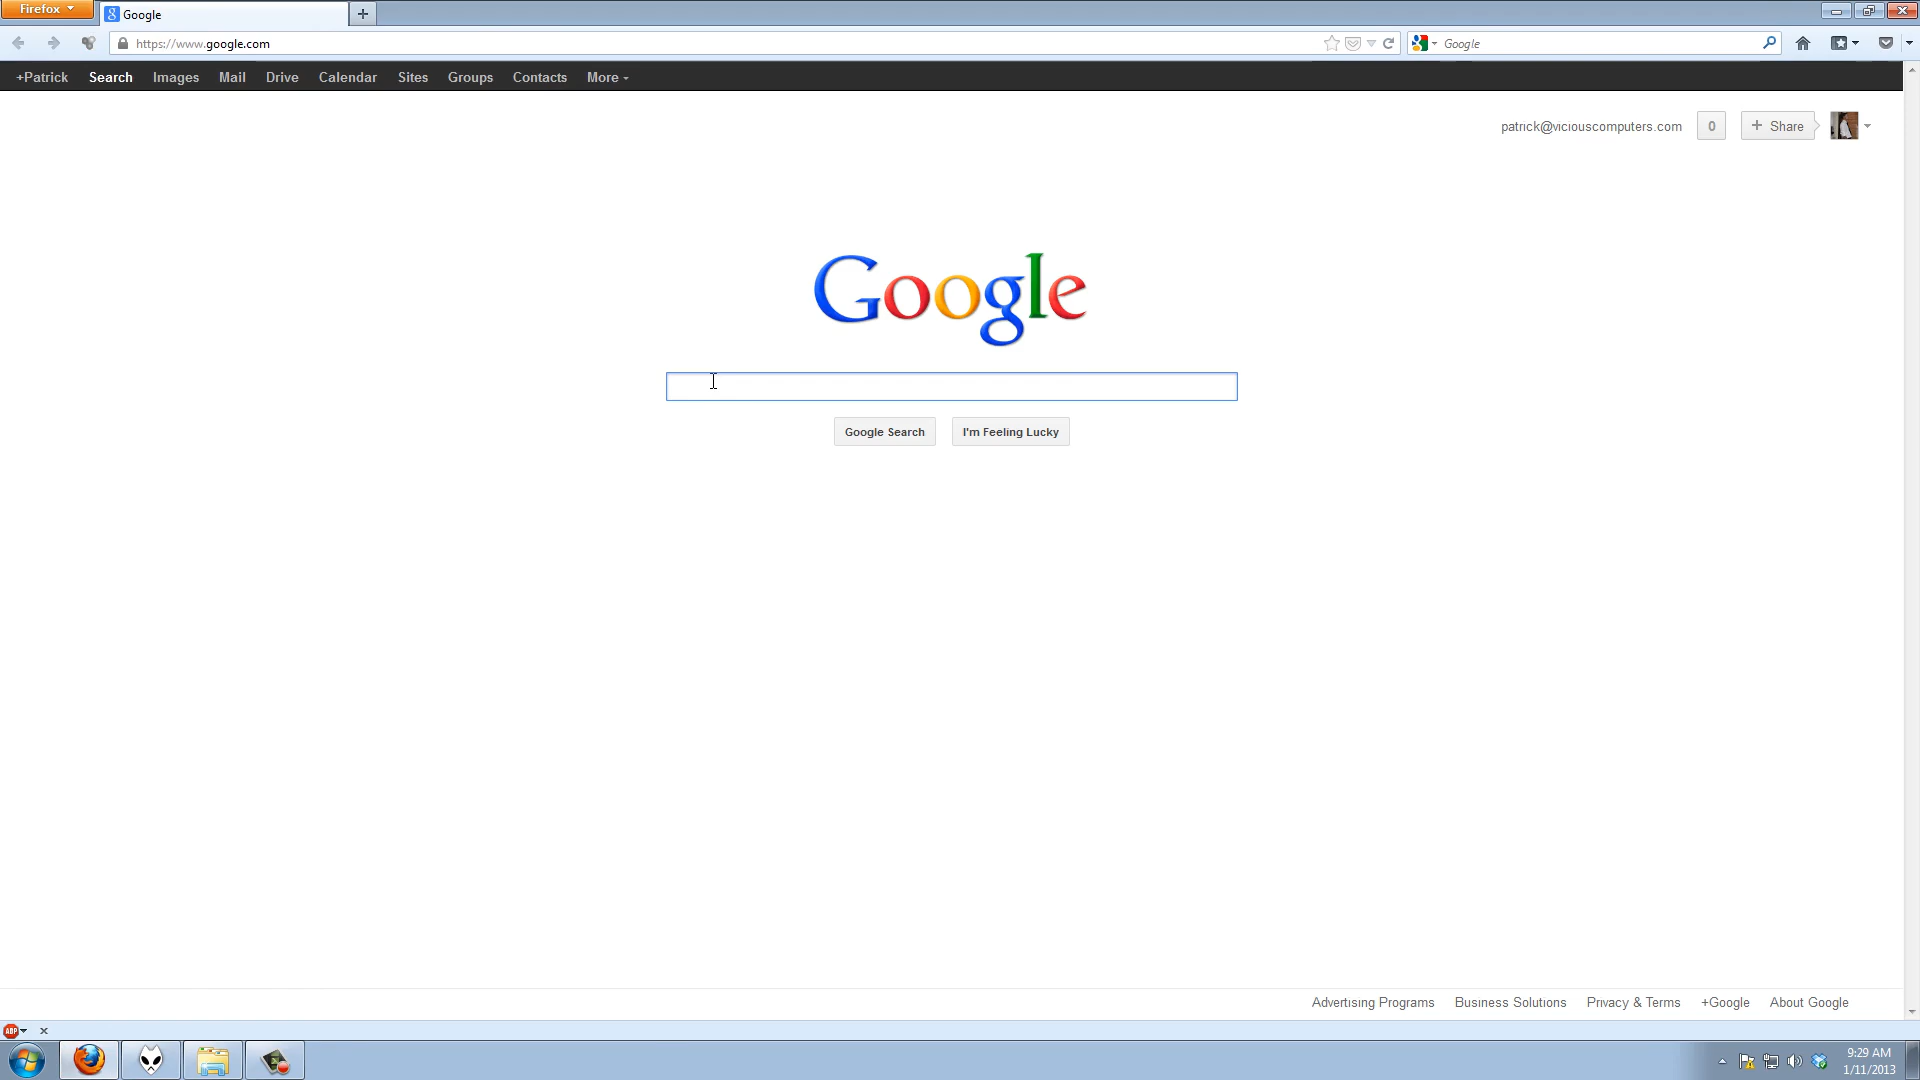 Firefox
Google
https://www.google.com
Google
+Patrick Search Images Mail Drive Calendar Sites Groups Contacts More
patrick@viciouscomputers.com 0 + Share
Google
Google Search I'm Feeling Lucky
Advertising Programs Business Solutions Privacy & Terms +Google About Google
ABP
9:29 AM
1/11/2013